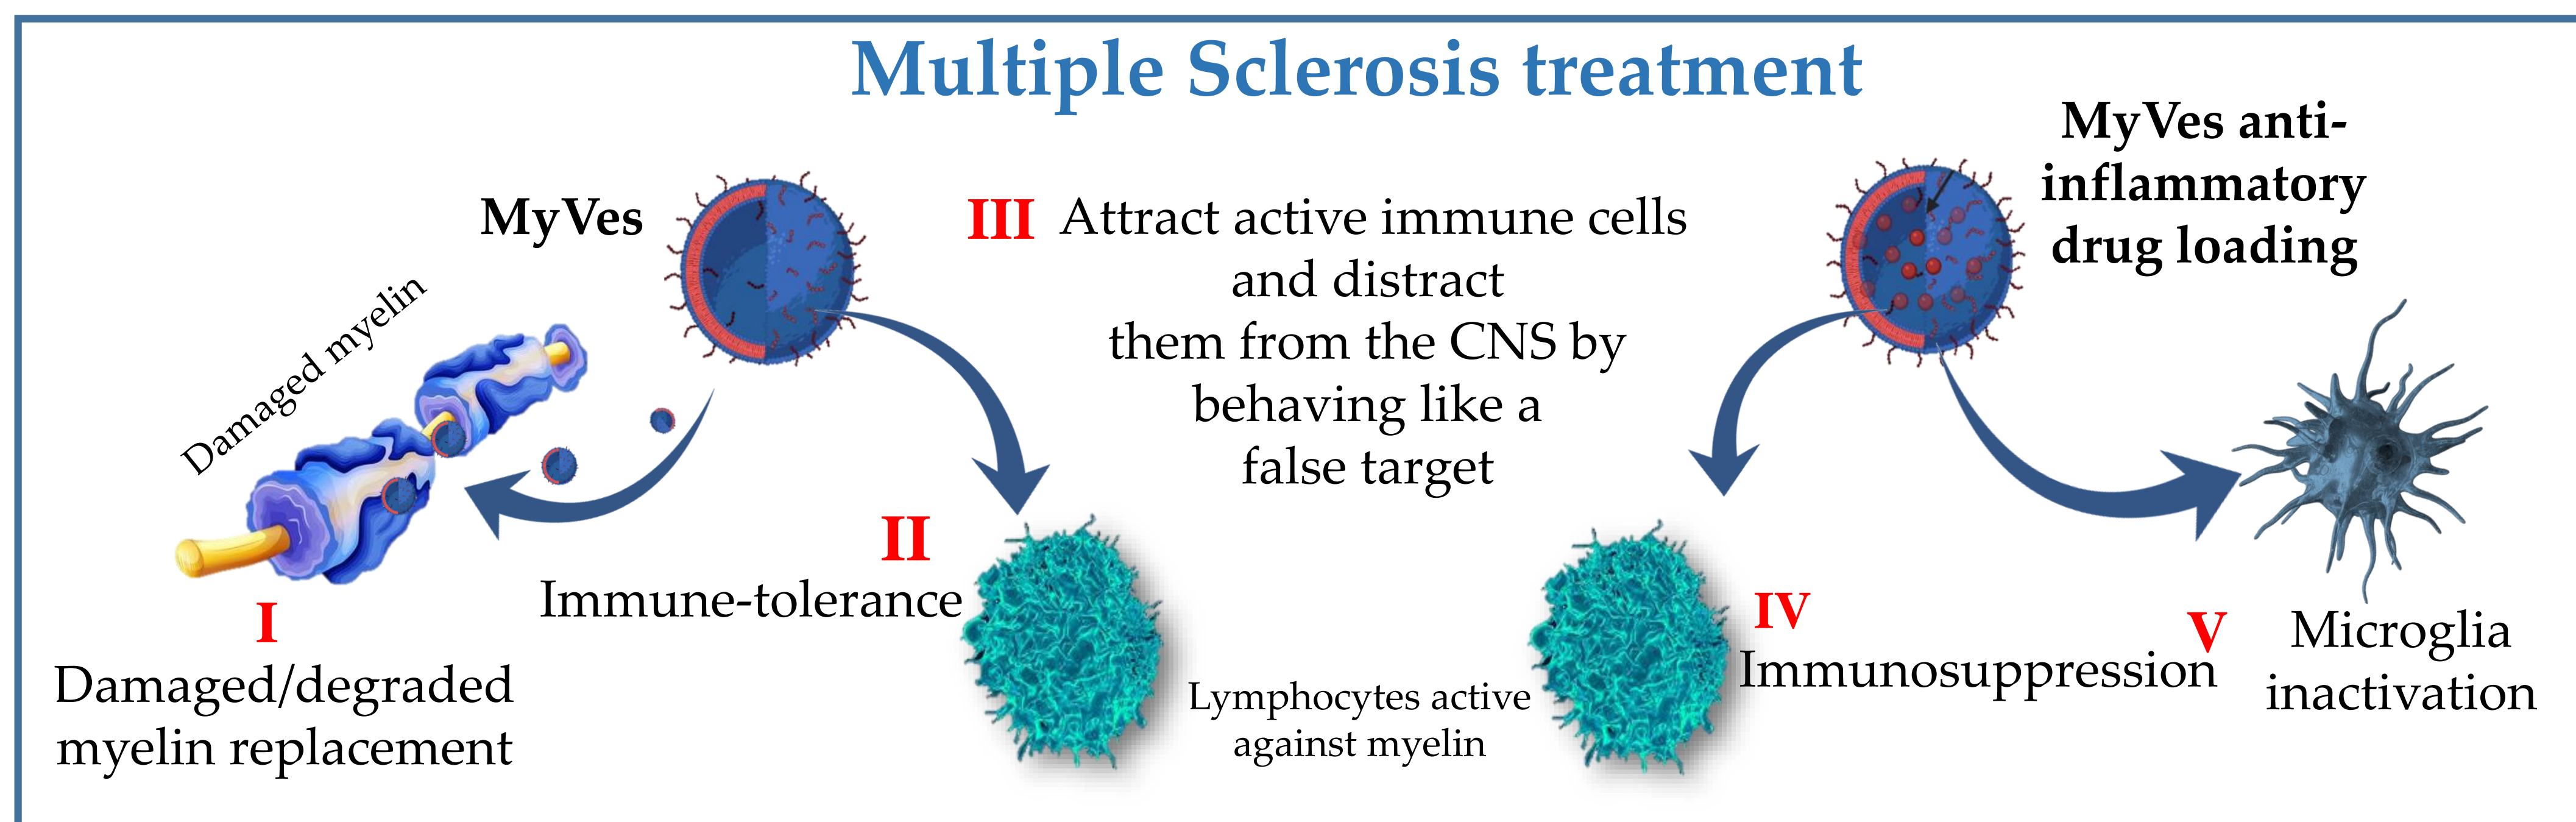 Multiple Sclerosis treatment
MyVes
Damaged myelin
I
Damaged/degraded
myelin replacement
II
Immune-tolerance
III Attract active immune cells
and distract
them from the CNS by
behaving like a
false target
Lymphocytes active
against myelin
MyVes anti-
inflammatory
drug loading
IV
Immunosuppression
V
Microglia
inactivation